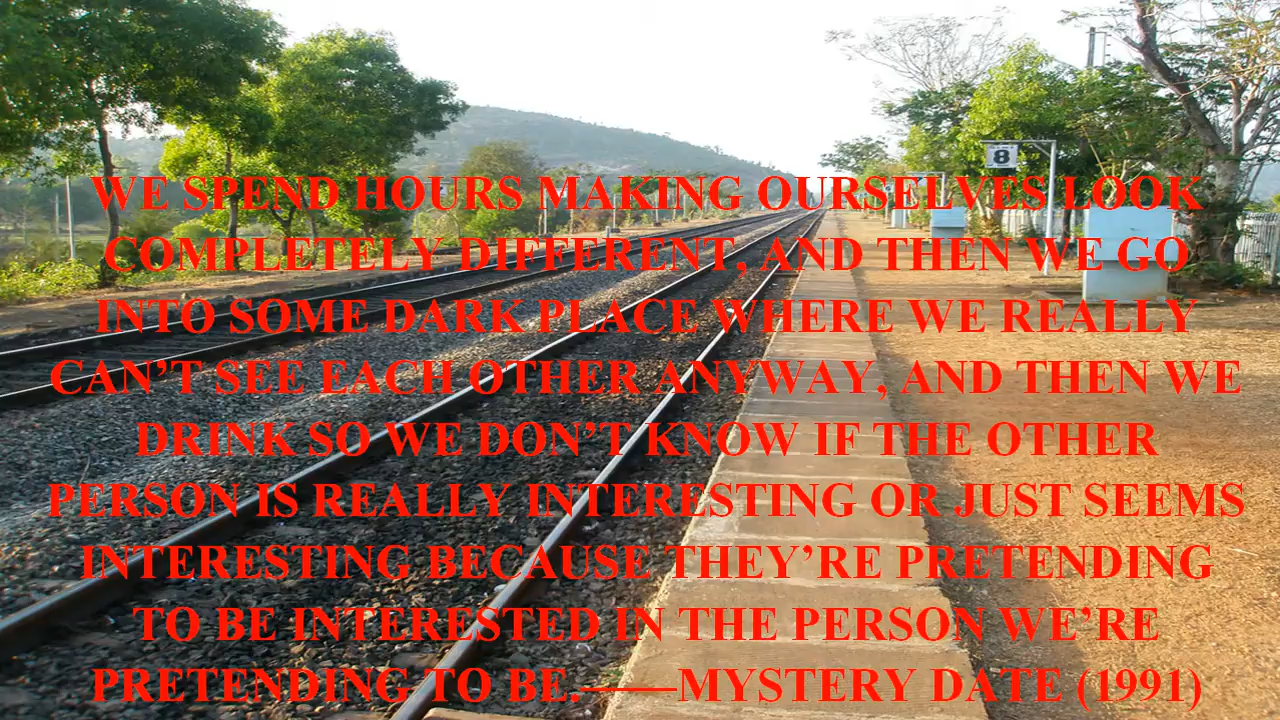 8
WE SPEND HOURS MAKING OURSELVES LOOK
COMPLETELY DIFFERENT, AND THEN WE GO
INTO SOME DARK PLACE WHERE WE REALLY
CAN’T SEE EACH OTHER ANYWAY, AND THEN WE
DRINK SO WE DON’T KNOW IF THE OTHER
PERSON IS REALLY INTERESTING OR JUST SEEMS
INTERESTING BECAUSE THEY’RE PRETENDING
TO BE INTERESTED IN THE PERSON WE’RE
PRETENDING TO BE.——MYSTERY DATE (1991)